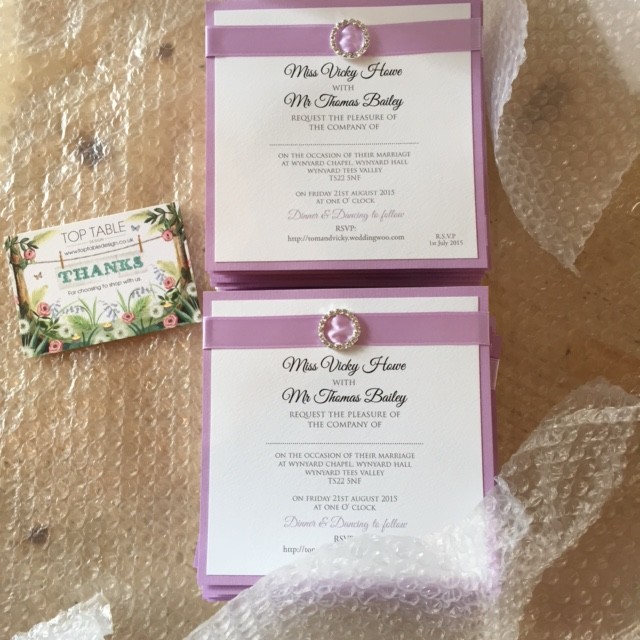 Miss Vicky Howe
WITH
Mr Thomas Bailey
REQUEST THE PLEASURE OF
THE COMPANY OF
ON THE OCCASION OF THEIR MARRIAGE
AT WYNYARD CHAPEL, WYNYARD HALL
WYNYARD TEES VALLEY
TS22 5NF
ON FRIDAY 21ST AUGUST 2015
AT ONE O' CLOCK
Dinner & Dancing to follow
RSVP:
http://tomandvicky.weddingwoo.com
R.S.V.P
1st July 2015
TOP TABLE
DESIGN
www.toptabledesign.co.uk
THANKS
For choosing to shop with us.
Miss Vicky Howe
WITH
Mr Thomas Bailey
REQUEST THE PLEASURE OF
THE COMPANY OF
ON THE OCCASION OF THEIR MARRIAGE
AT WYNYARD CHAPEL, WYNYARD HALL
WYNYARD TEES VALLEY
TS22 5NF
ON FRIDAY 21ST AUGUST 2015
AT ONE O' CLOCK
Dinner & Dancing to follow
RSVP